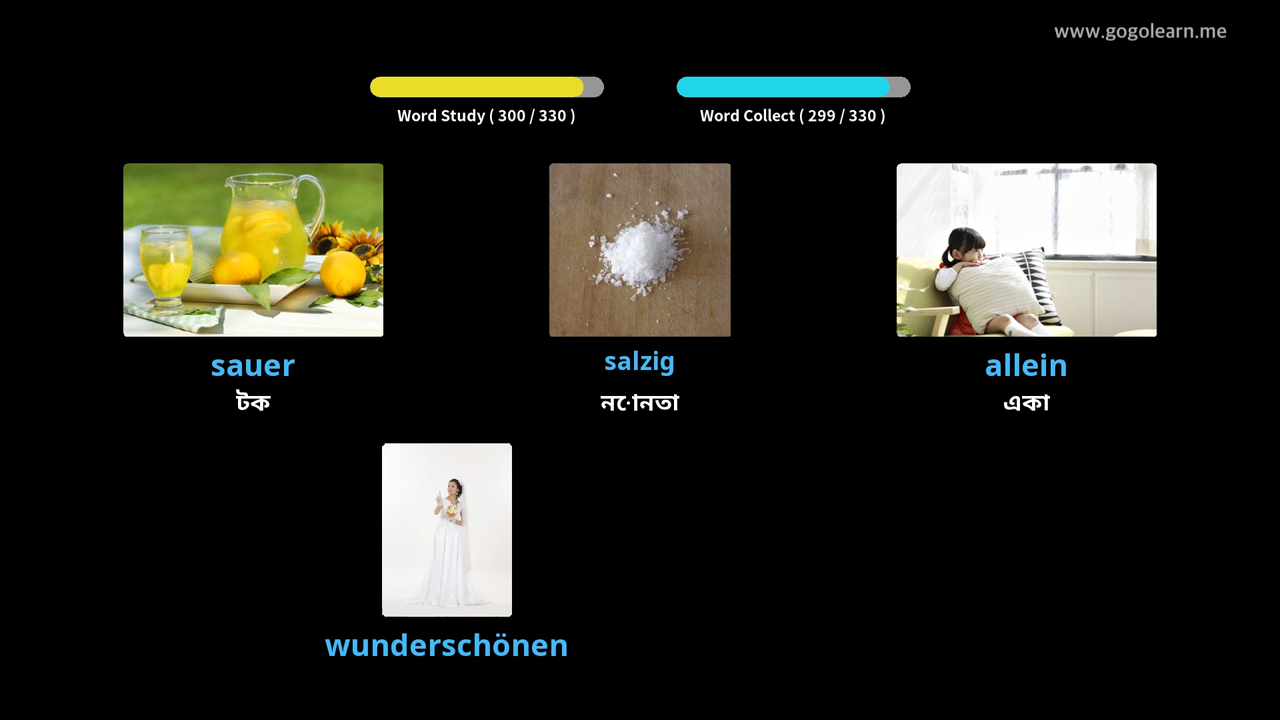 www.gogolearn.me
Word Study ( 300 / 330 )
Word Collect ( 299 / 330 )
sauer
টক
salzig
নোনতা
allein
একা
wunderschönen